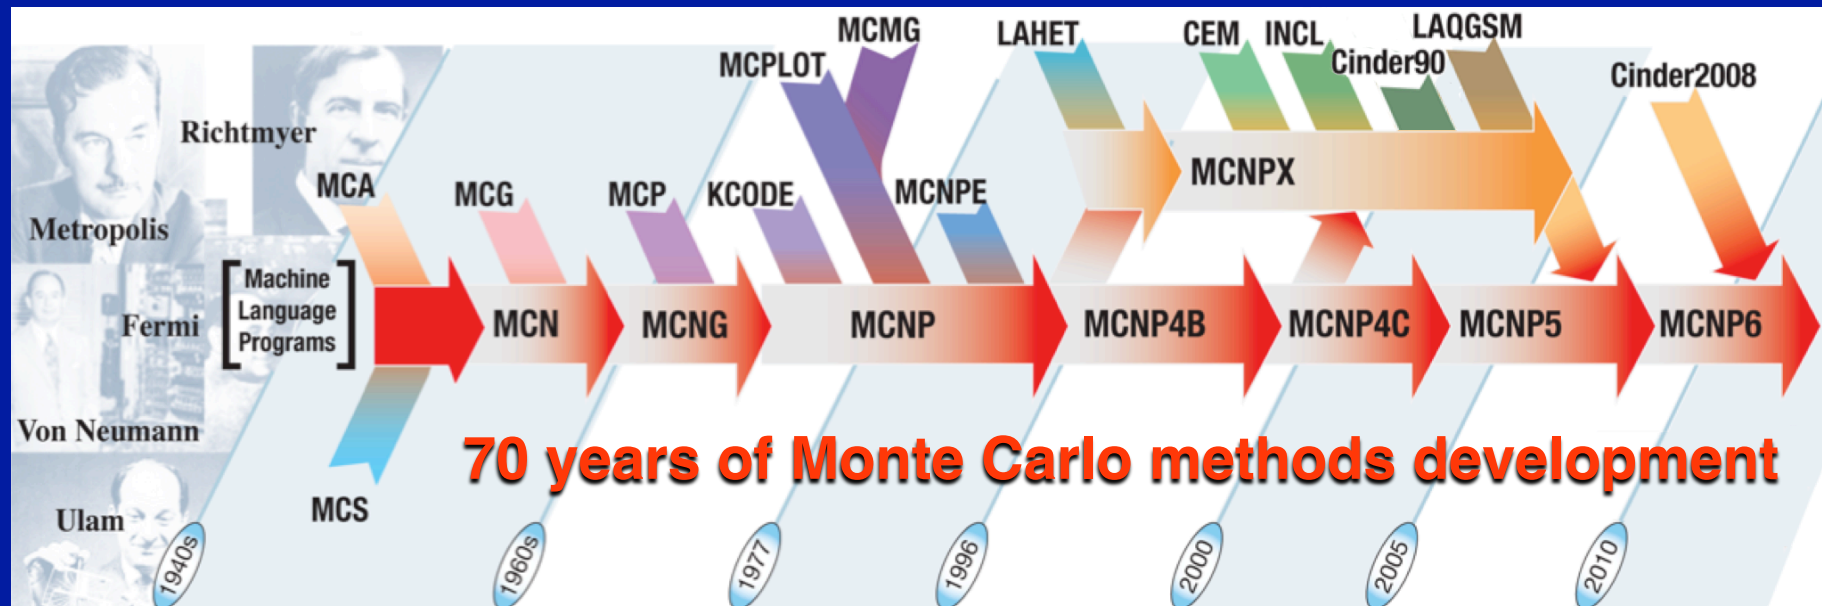 MCMG
LAHET
CEM
INCL
LAQGSM
MCPLOT
Cinder90
Cinder2008
Richtmyer
MCA
MCG
MCP
KCODE
MCNPE
MCNPX
Metropolis
Machine
Language
Programs
Fermi
MCN
MCNG
MCNP
MCNP4B
MCNP4C
MCNP5
MCNP6
Von Neumann
70 years of Monte Carlo methods development
MCS
Ulam
1940s
1960s
1977
1996
2000
2005
2010